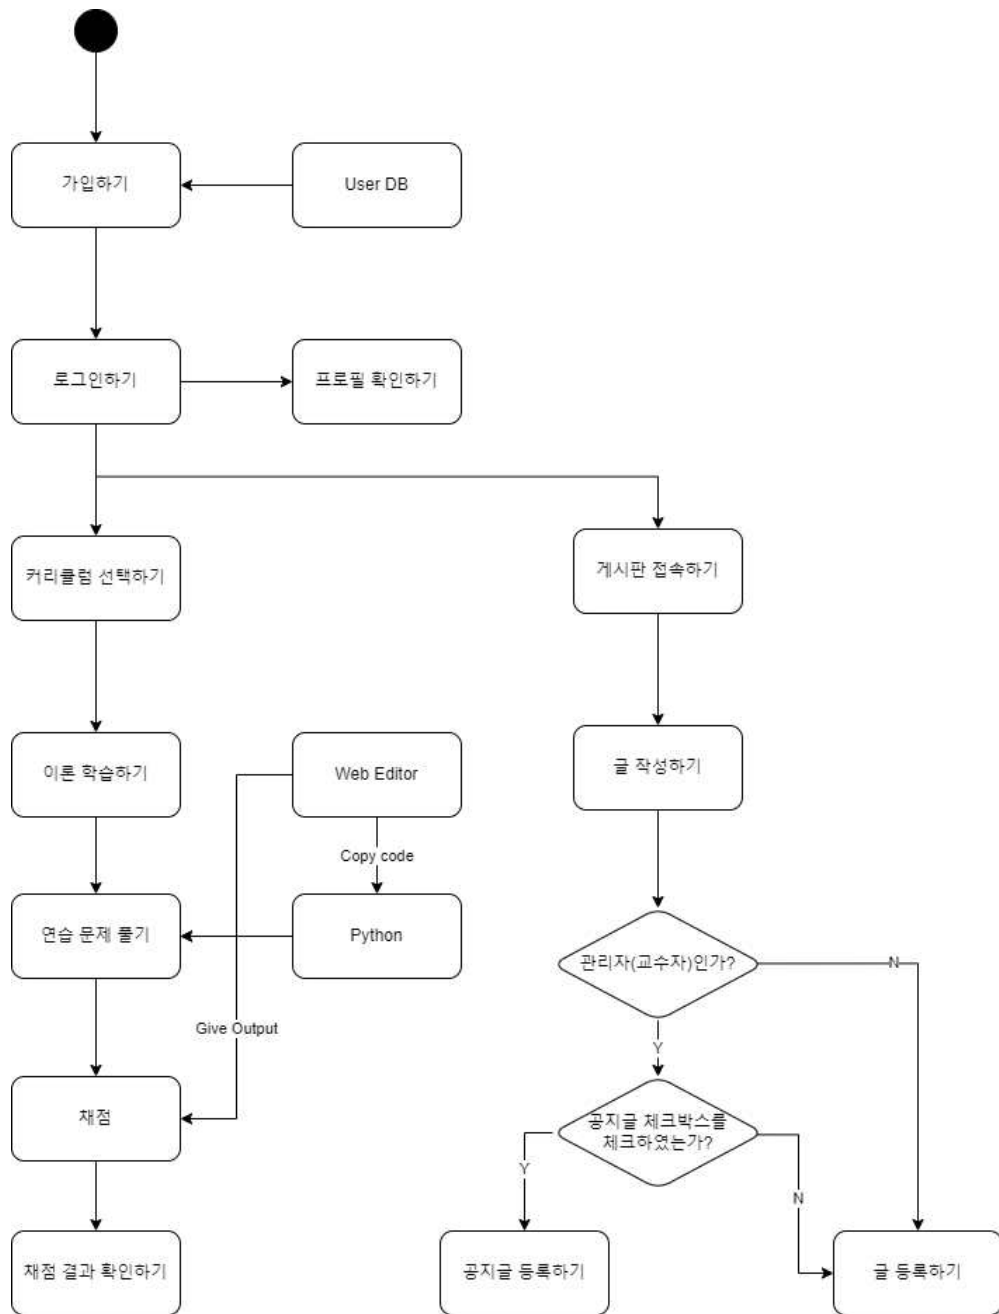 가입하기
User DB
로그인하기
프로필 확인하기
커리큘럼 선택하기
게시판 접속하기
이론 학습하기
Web Editor
글 작성하기
Copy code
연습 문제 풀기
Python
관리자(교수자)인가?
N
Give Output
Y
채점
공지글 체크박스를
체크하였는가?
Y
N
채점 결과 확인하기
공지글 등록하기
글 등록하기